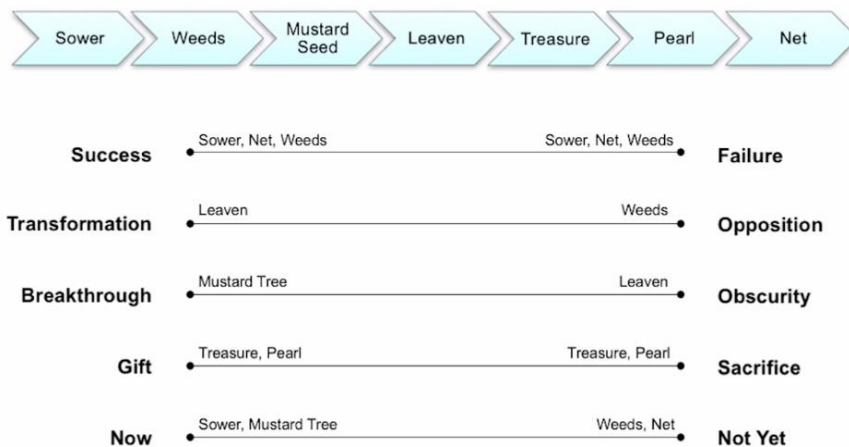 Sower
Weeds
Mustard
Seed
Leaven
Treasure
Pearl
Net
Success
Sower, Net, Weeds
Sower, Net, Weeds
Failure
Transformation
Leaven
Weeds
Opposition
Breakthrough
Mustard Tree
Leaven
Obscurity
Gift
Treasure, Pearl
Treasure, Pearl
Sacrifice
Now
Sower, Mustard Tree
Weeds, Net
Not Yet